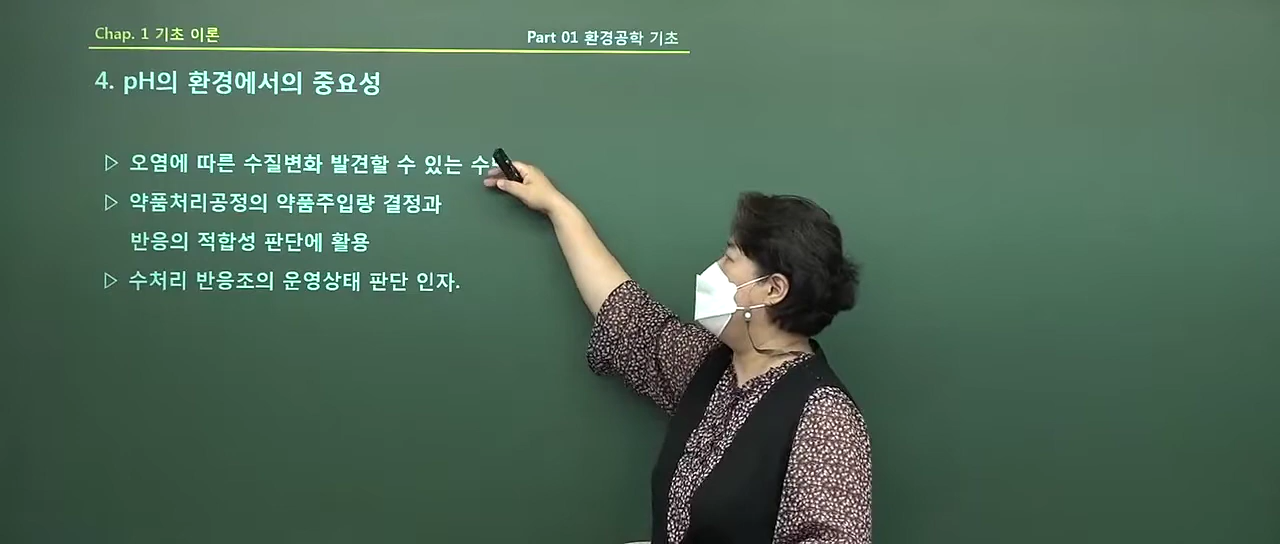 Chap. 1 기초 이론
Part 01 환경공학 기초
4. pH의 환경에서의 중요성
▷ 오염에 따른 수질변화 발견할 수 있는
▷ 약품처리공정의 약품주입량 결정과
반응의 적합성 판단에 활용
▷ 수처리 반응조의 운영상태 판단 인자.